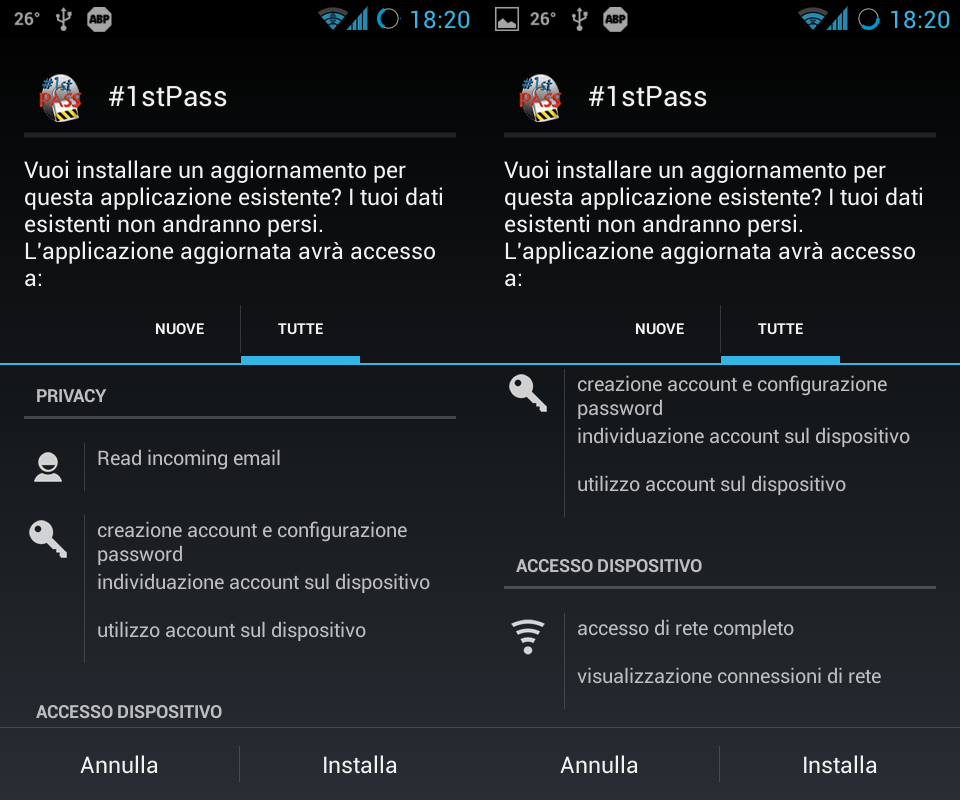 26°
ABP
18:20
#1st
PASS
#1stPass
Vuoi installare un aggiornamento per
questa applicazione esistente? I tuoi dati
esistenti non andranno persi.
L'applicazione aggiornata avrà accesso
a:
NUOVE
TUTTE
PRIVACY
Read incoming email
creazione account e configurazione
password
individuazione account sul dispositivo
utilizzo account sul dispositivo
ACCESSO DISPOSITIVO
Annulla
Installa
26°
ABP
18:20
#1st
PASS
#1stPass
Vuoi installare un aggiornamento per
questa applicazione esistente? I tuoi dati
esistenti non andranno persi.
L'applicazione aggiornata avrà accesso
a:
NUOVE
TUTTE
creazione account e configurazione
password
individuazione account sul dispositivo
utilizzo account sul dispositivo
ACCESSO DISPOSITIVO
accesso di rete completo
visualizzazione connessioni di rete
Annulla
Installa